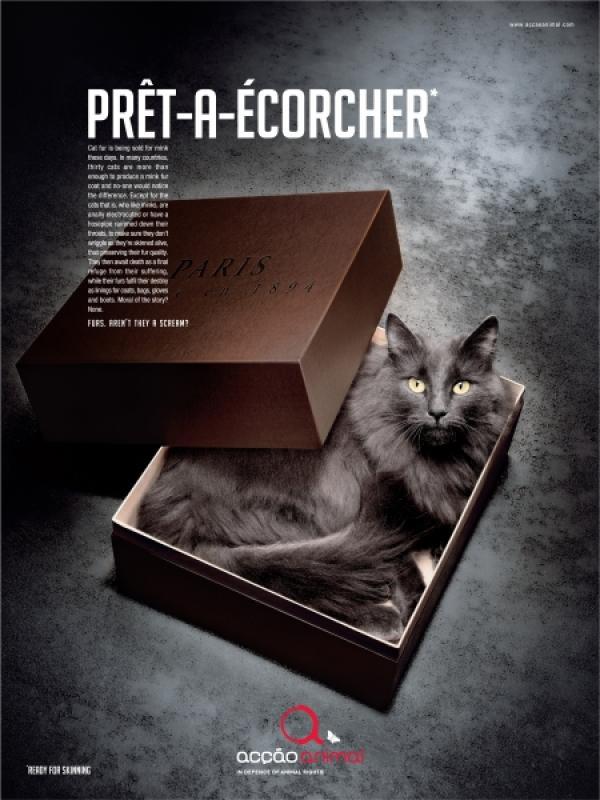 www.accaoanimal.com
PRÊT-A-ÉCORCHER*
Cat fur is being sold for mink
these days. In many countries,
thirty cats are more than
enough to produce a mink fur
coat and no-one would notice
the difference. Except for the
cats that is, who like minks, are
anally electrocuted or have a
hosepipe rammed down their
throats, to make sure they don't
wriggle as they're skinned alive,
thus preserving their fur quality.
They then await death as a final
refuge from their suffering,
while their furs fulfil their destiny
as linings for coats, bags, gloves
and boots. Moral of the story?
None.
FURS. AREN'T THEY A SCREAM?
PARIS
en 1894
acçãoanimal
IN DEFENCE OF ANIMAL RIGHTS
*READY FOR SKINNING